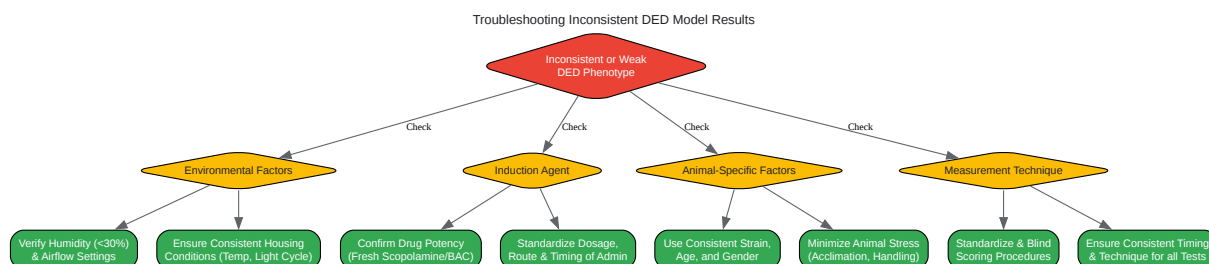 Troubleshooting Inconsistent DED Model Results
Inconsistent or Weak
DED Phenotype
Check
Check
Check
Check
Environmental Factors
Induction Agent
Animal-Specific Factors
Measurement Technique
Verify Humidity (<30%)
& Airflow Settings
Ensure Consistent Housing
Conditions (Temp, Light Cycle)
Confirm Drug Potency
(Fresh Scopolamine/BAC)
Standardize Dosage,
Route & Timing of Admin
Use Consistent Strain,
Age, and Gender
Minimize Animal Stress
(Acclimation, Handling)
Standardize & Blind
Scoring Procedures
Ensure Consistent Timing
& Technique for all Tests